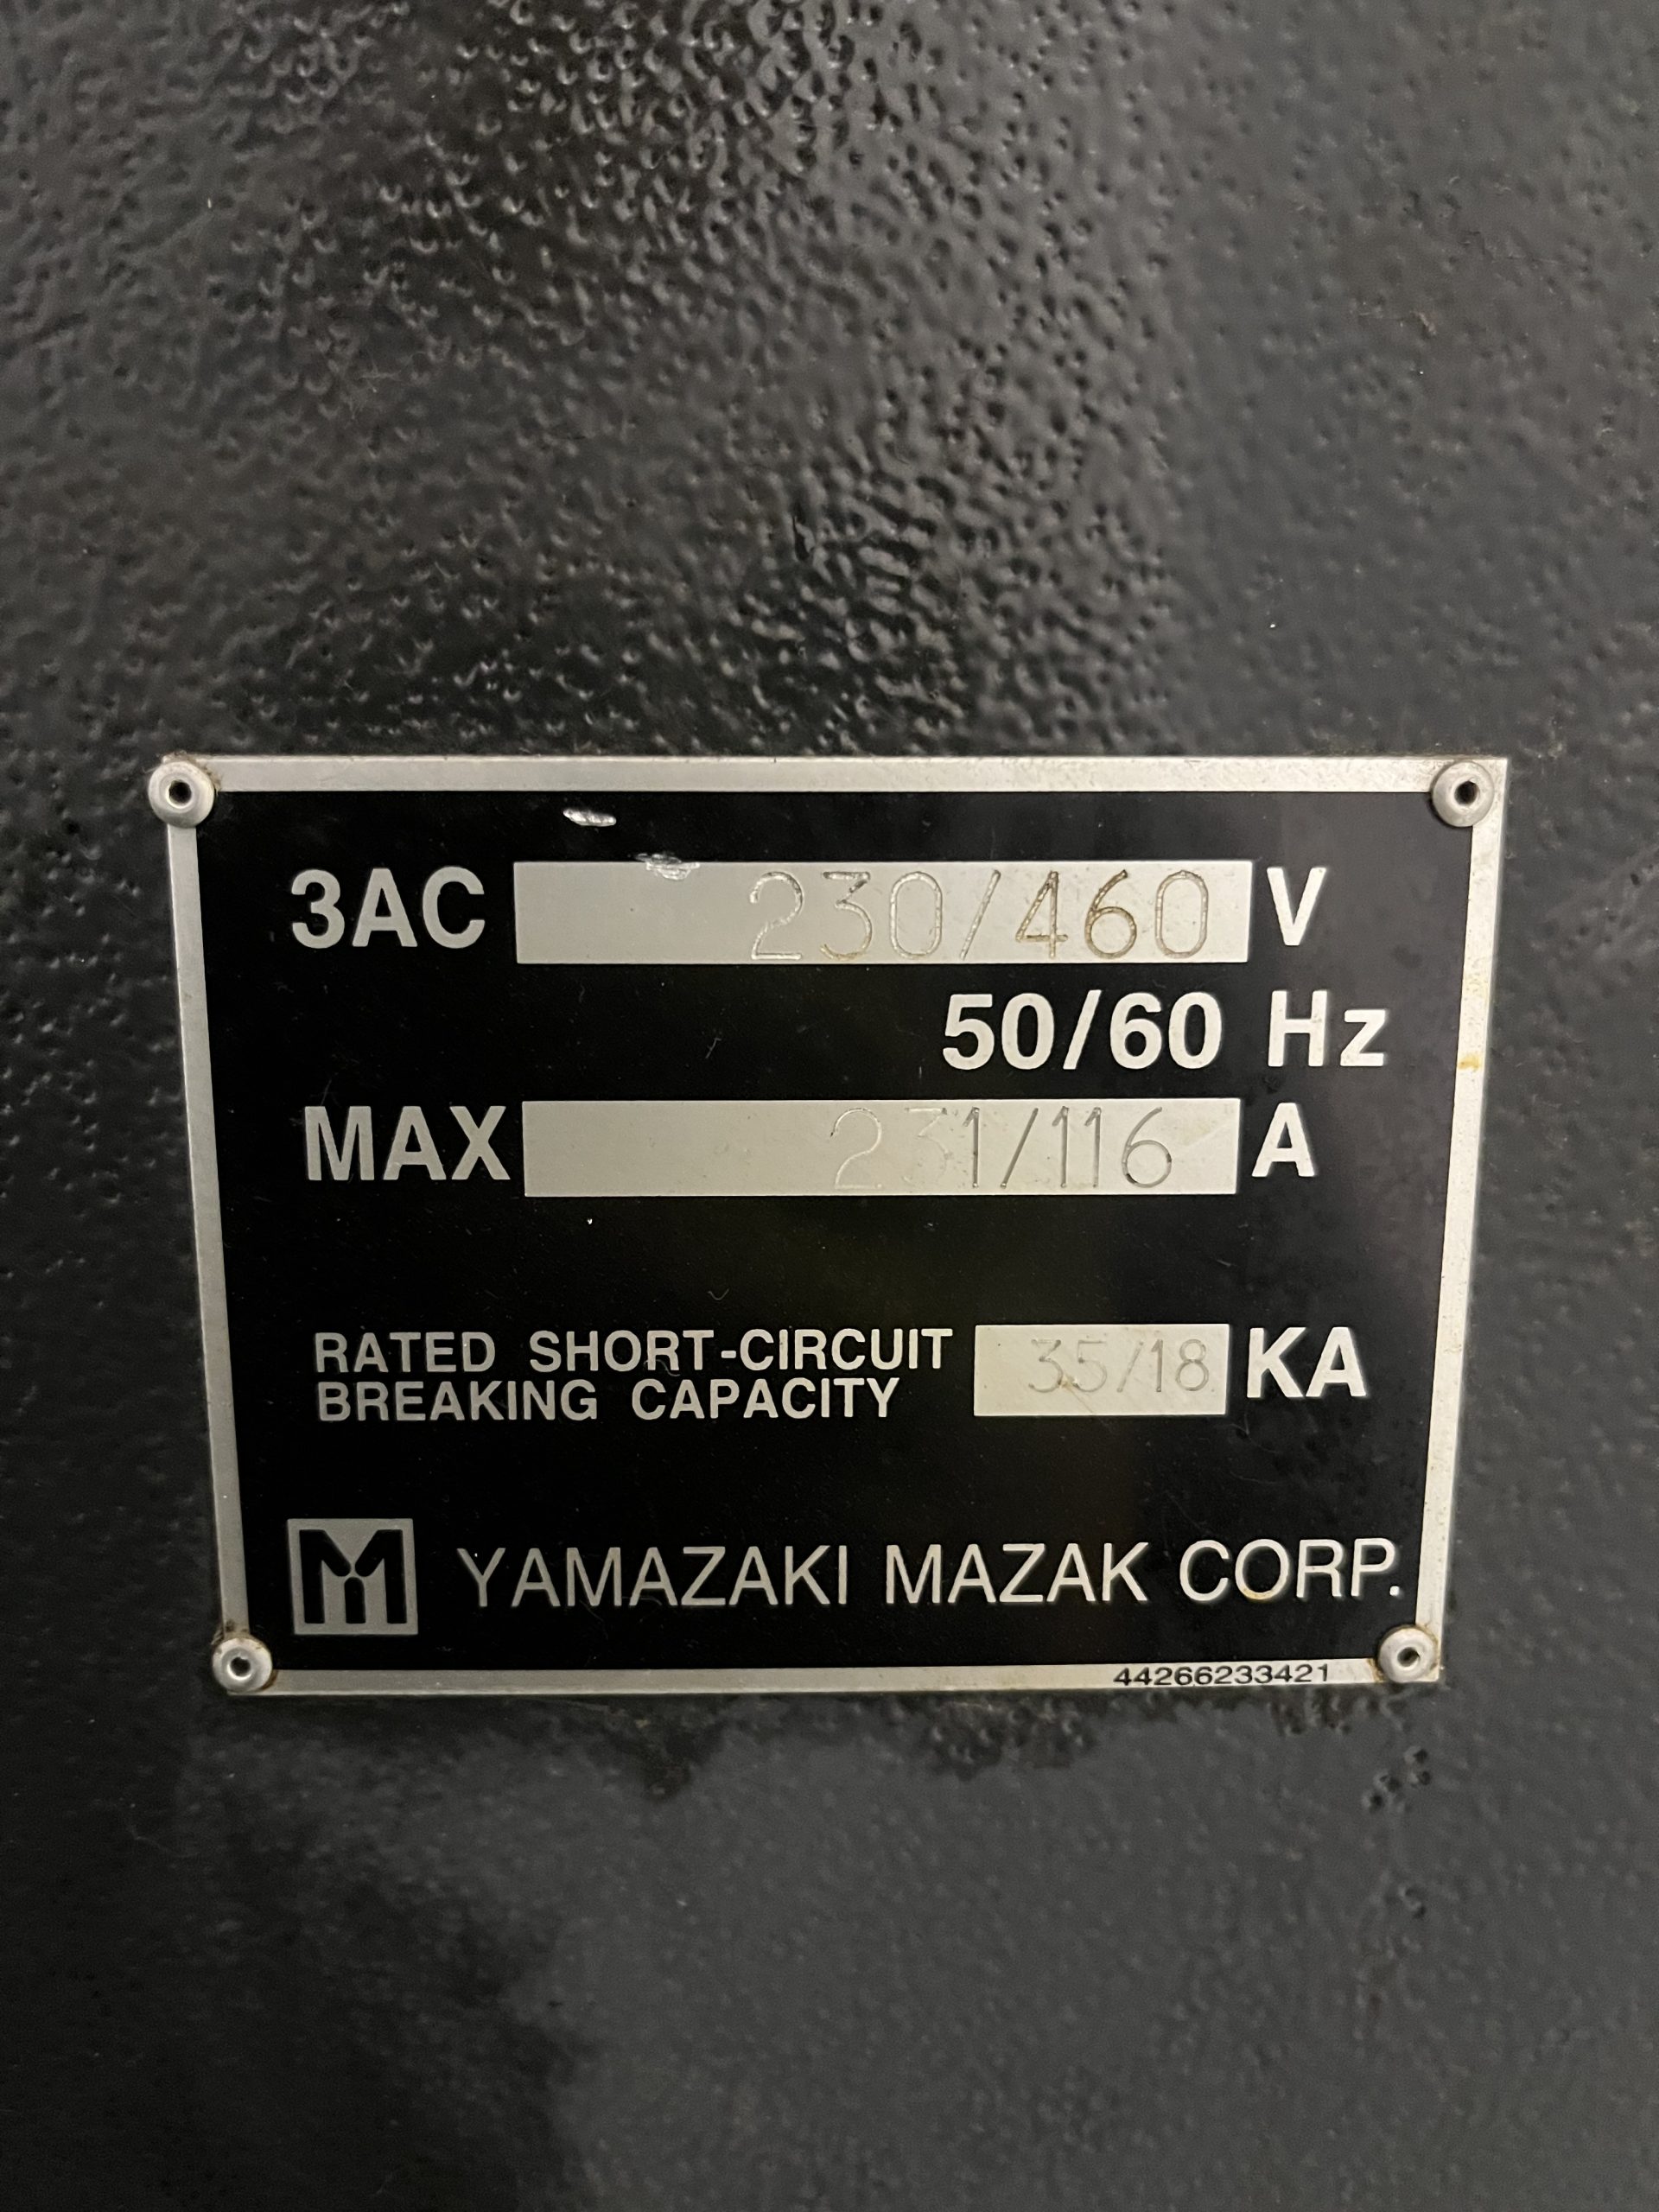 3AC 230/460 V
50/60 Hz
MAX 231/116 A
RATED SHORT-CIRCUIT
BREAKING CAPACITY 35/18 KA
M YAMAZAKI MAZAK CORP.
44266233421